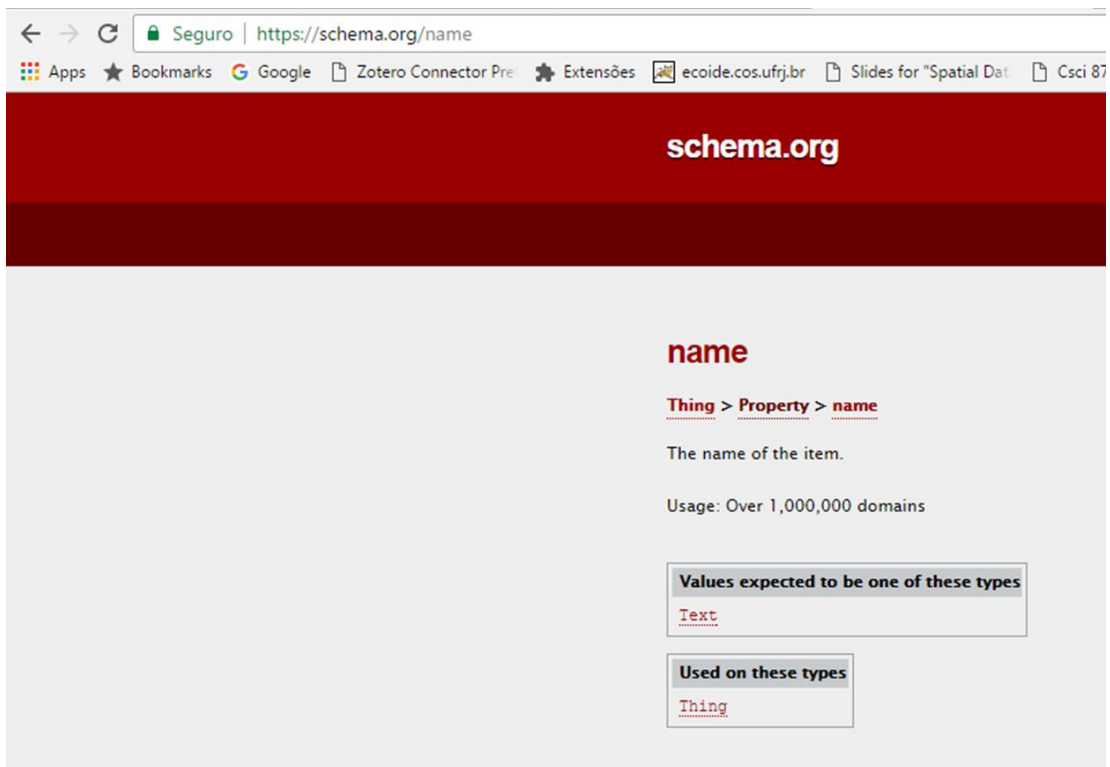 Seguro | https://schema.org/name
Apps Bookmarks Google Zotero Connector Pre Extensões ecoide.cos.ufrj.br Slides for "Spatial Dat Csci 87
schema.org
name
Thing > Property > name
The name of the item.
Usage: Over 1,000,000 domains
Values expected to be one of these types
Text
Used on these types
Thing